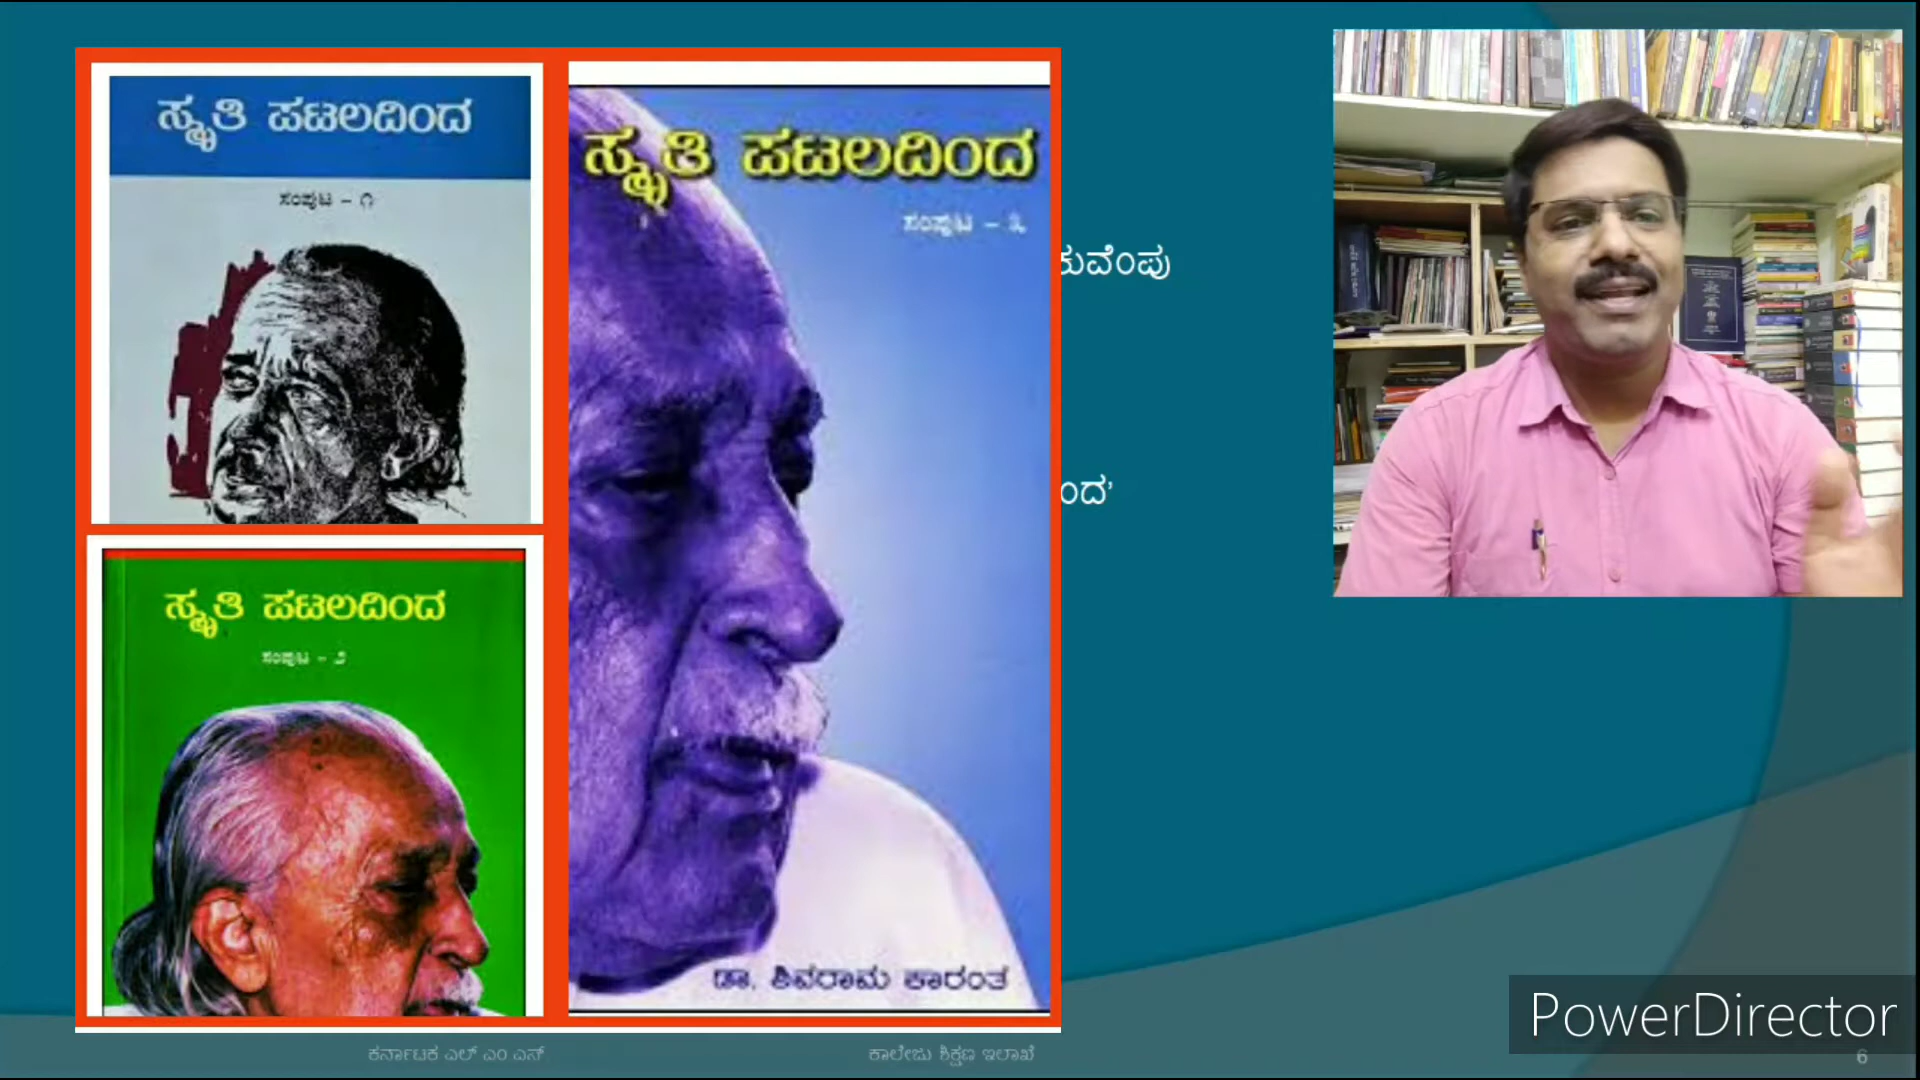 ಸ್ಮೃತಿ ಪಟಲದಿಂದ
ಸಂಪುಟ - ೧
ಸ್ಮೃತಿ ಪಟಲದಿಂದ
ಸಂಪುಟ - ೩
ಡಾ. ಶಿವರಾಮ ಕಾರಂತ
ಸ್ಮೃತಿ ಪಟಲದಿಂದ
ಸಂಪುಟ - ೨
ಕುವೆಂಪು
ಂದ'
PowerDirector
ಕರ್ನಾಟಕ ಎಲ್ ಎಂ ಎಸ್
ಕಾಲೇಜು ಶಿಕ್ಷಣ ಇಲಾಖೆ
6